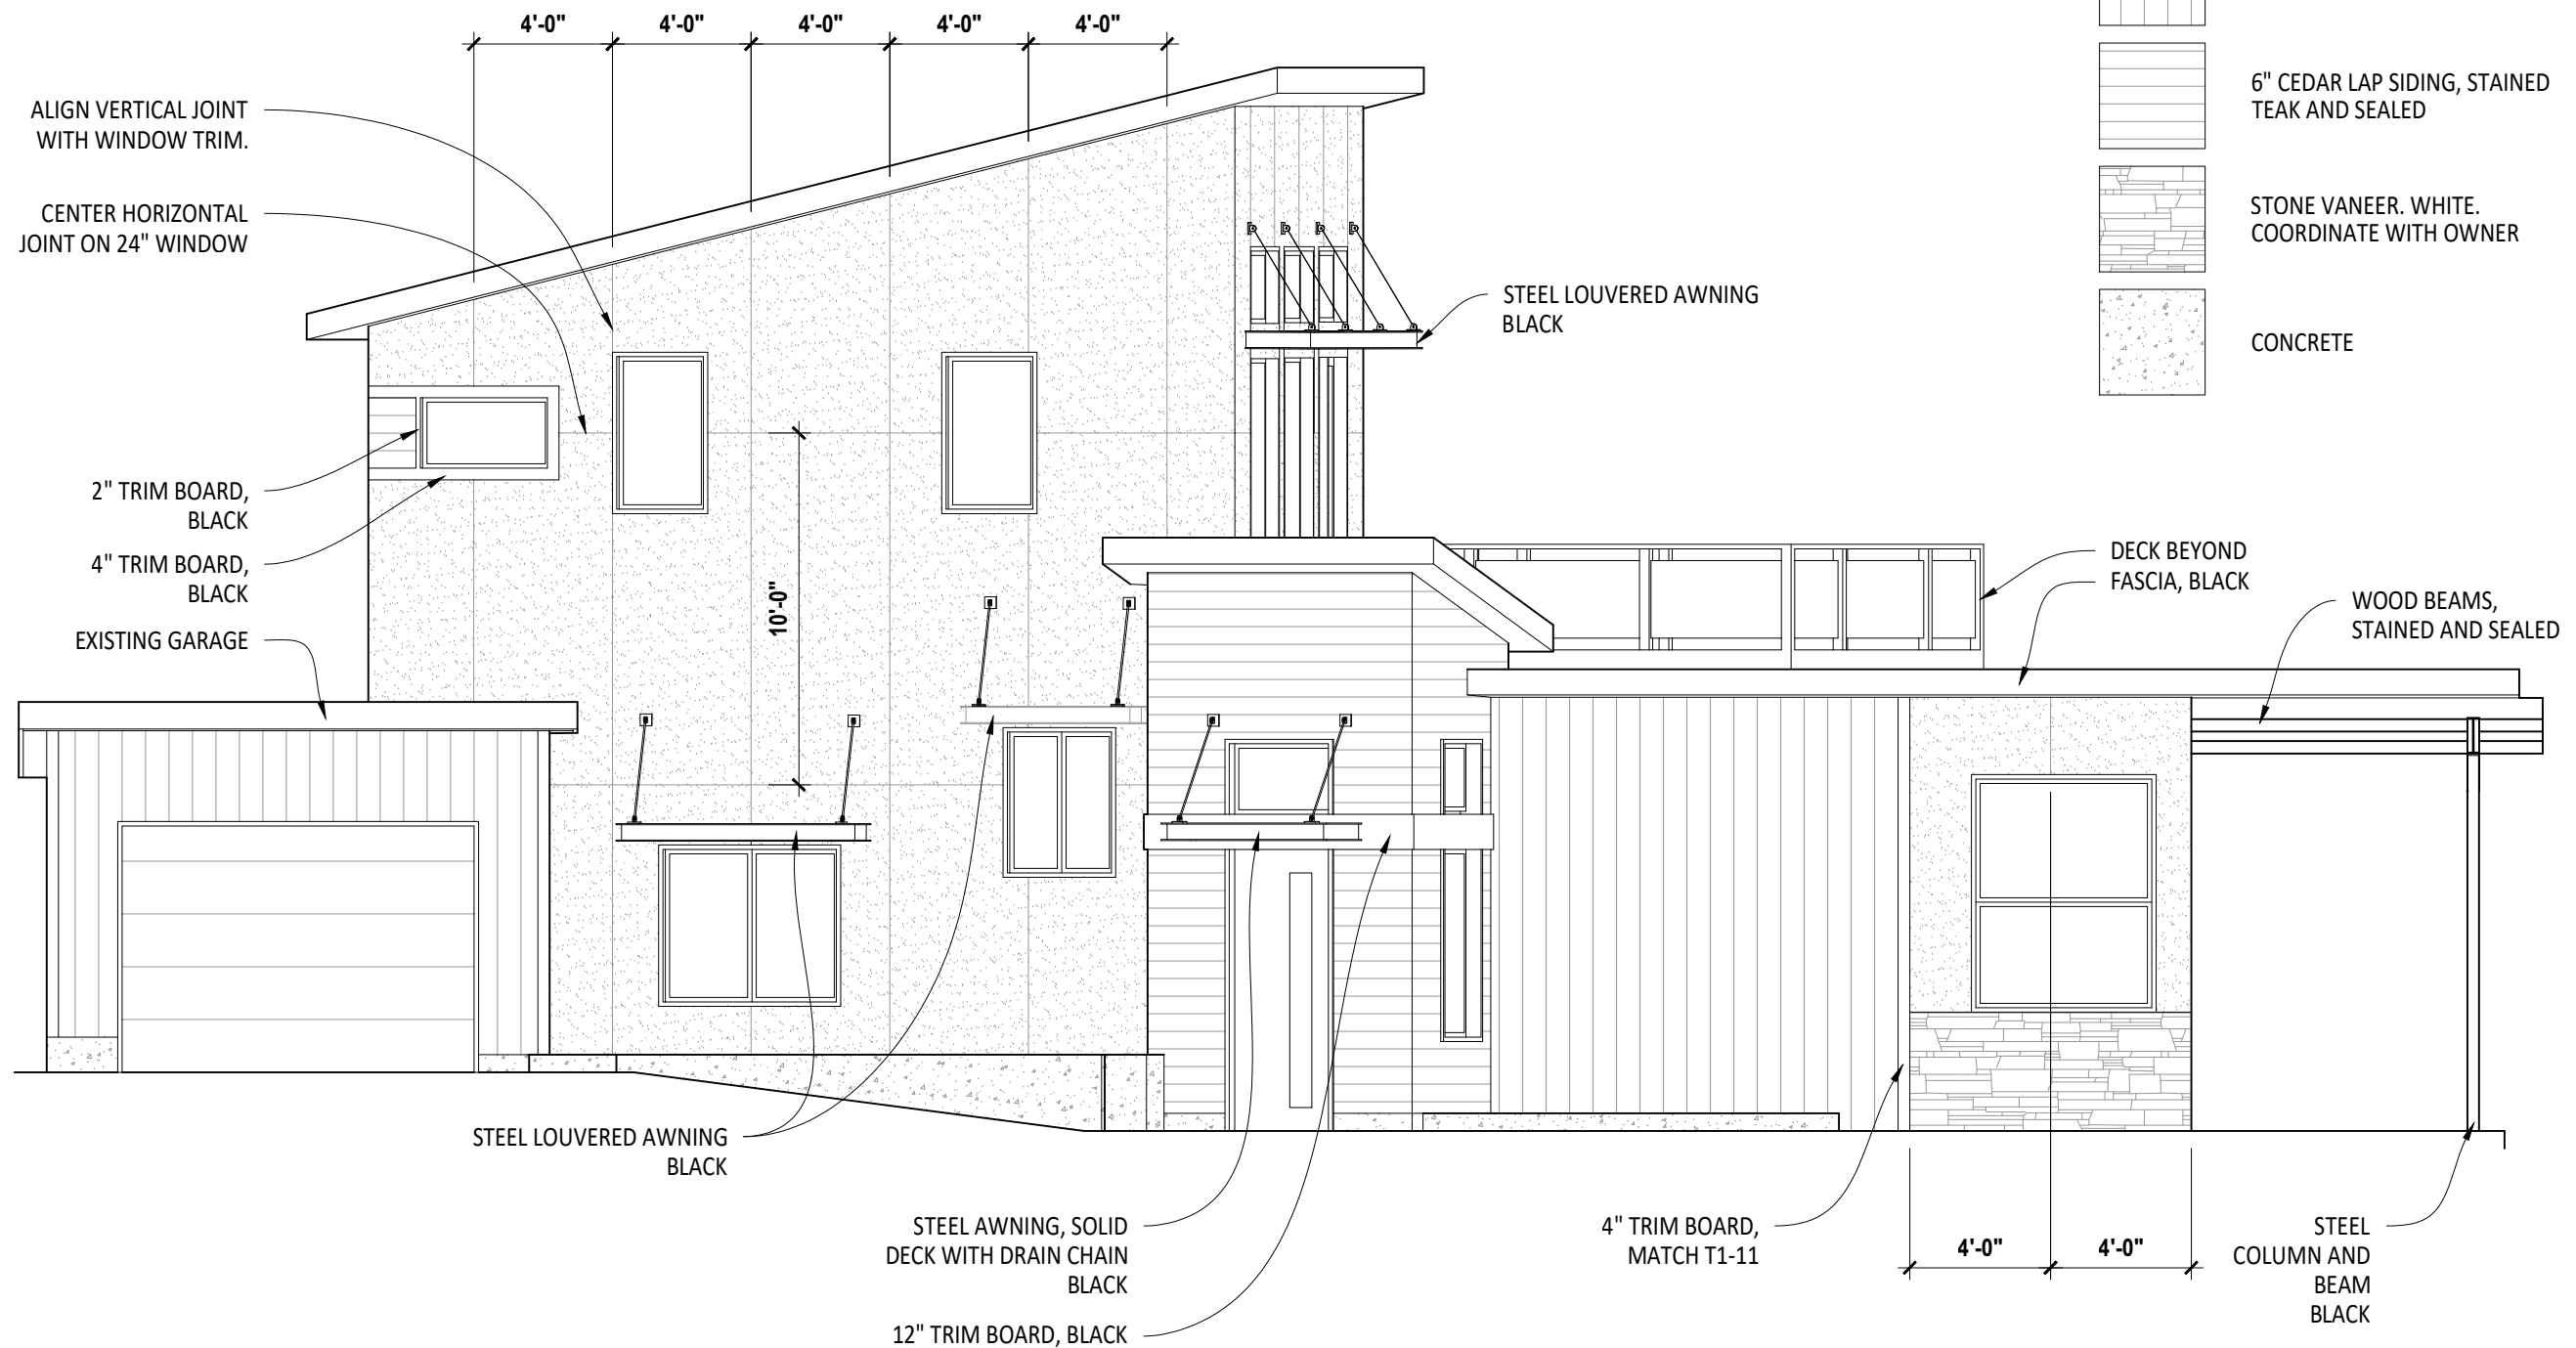 4'-0"
4'-0"
4'-0"
4'-0"
4'-0"
ALIGN VERTICAL JOINT
WITH WINDOW TRIM.
CENTER HORIZONTAL
JOINT ON 24" WINDOW
2" TRIM BOARD,
BLACK
4" TRIM BOARD,
BLACK
EXISTING GARAGE
10'-0"
STEEL LOUVERED AWNING
BLACK
6" CEDAR LAP SIDING, STAINED
TEAK AND SEALED
STONE VANEER. WHITE.
COORDINATE WITH OWNER
CONCRETE
DECK BEYOND
FASCIA, BLACK
WOOD BEAMS,
STAINED AND SEALED
STEEL LOUVERED AWNING
BLACK
STEEL AWNING, SOLID
DECK WITH DRAIN CHAIN
BLACK
12" TRIM BOARD, BLACK
4" TRIM BOARD,
MATCH T1-11
4'-0"
4'-0"
STEEL
COLUMN AND
BEAM
BLACK